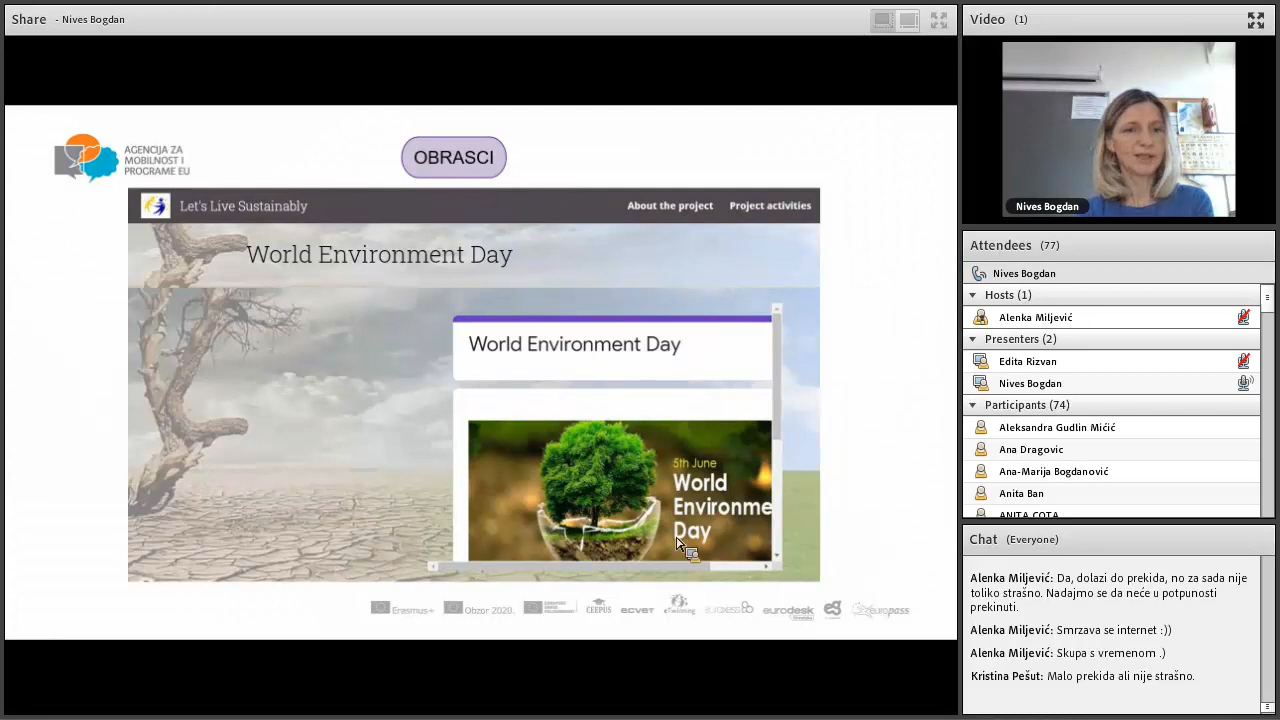 Share - Nives Bogdan
AGENCIJA ZA
MOBILNOST I
PROGRAME EU
OBRASCI
Let's Live Sustainably
About the project
Project activities
World Environment Day
World Environment Day
5th June
World
Environme
Day
Erasmus+
Obzor 2020.
CEEPUS
ECVET
eTwinning
eurodesk
europass
Video (1)
Nives Bogdan
Attendees (77)
Nives Bogdan
Hosts (1)
Alenka Miljević
Presenters (2)
Edita Rizvan
Nives Bogdan
Participants (74)
Aleksandra Gudlin Mićić
Ana Dragovic
Ana-Marija Bogdanović
Anita Ban
ANITA COTA
Chat (Everyone)
Alenka Miljević: Da, dolazi do prekida, no za sada nije
toliko strašno. Nadajmo se da neće u potpunosti
prekinuti.
Alenka Miljević: Smrzava se internet :))
Alenka Miljević: Skupa s vremenom .)
Kristina Pešut: Malo prekida ali nije strašno.